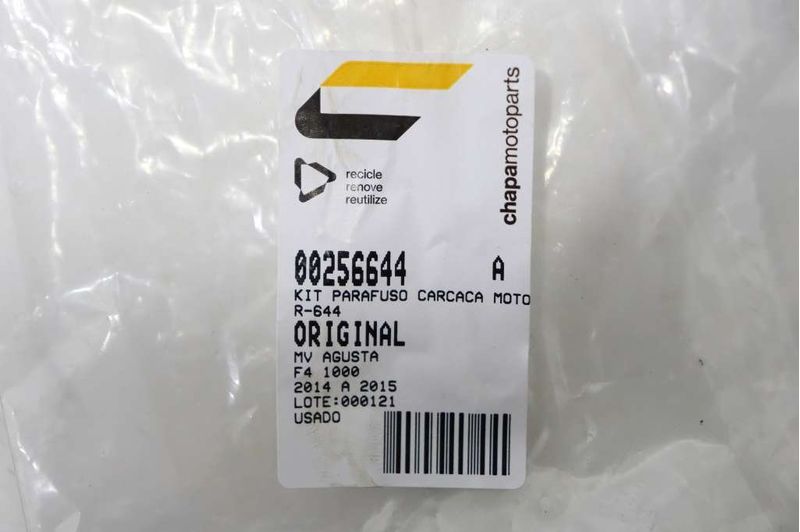 chapamotoparts
recicle
renove
reutilize
00256644 A
KIT PARAFUSO CARCACA MOTO
R-644
ORIGINAL
MV AGUSTA
F4 1000
2014 A 2015
LOTE:000121
USADO